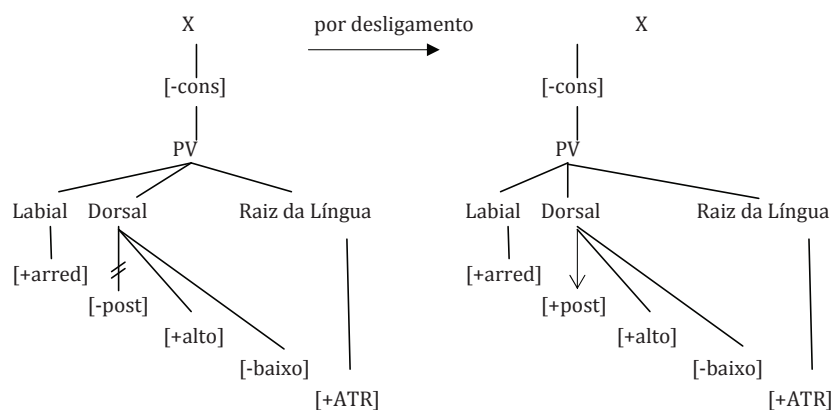 X por desligamento X
[-cons] [-cons]
PV PV
Labial Dorsal Raiz da Língua Labial Dorsal Raiz da Língua
[+arred] [+arred]
[-post] [+post]
[+alto] [+alto]
[-baixo] [-baixo]
[+ATR] [+ATR]